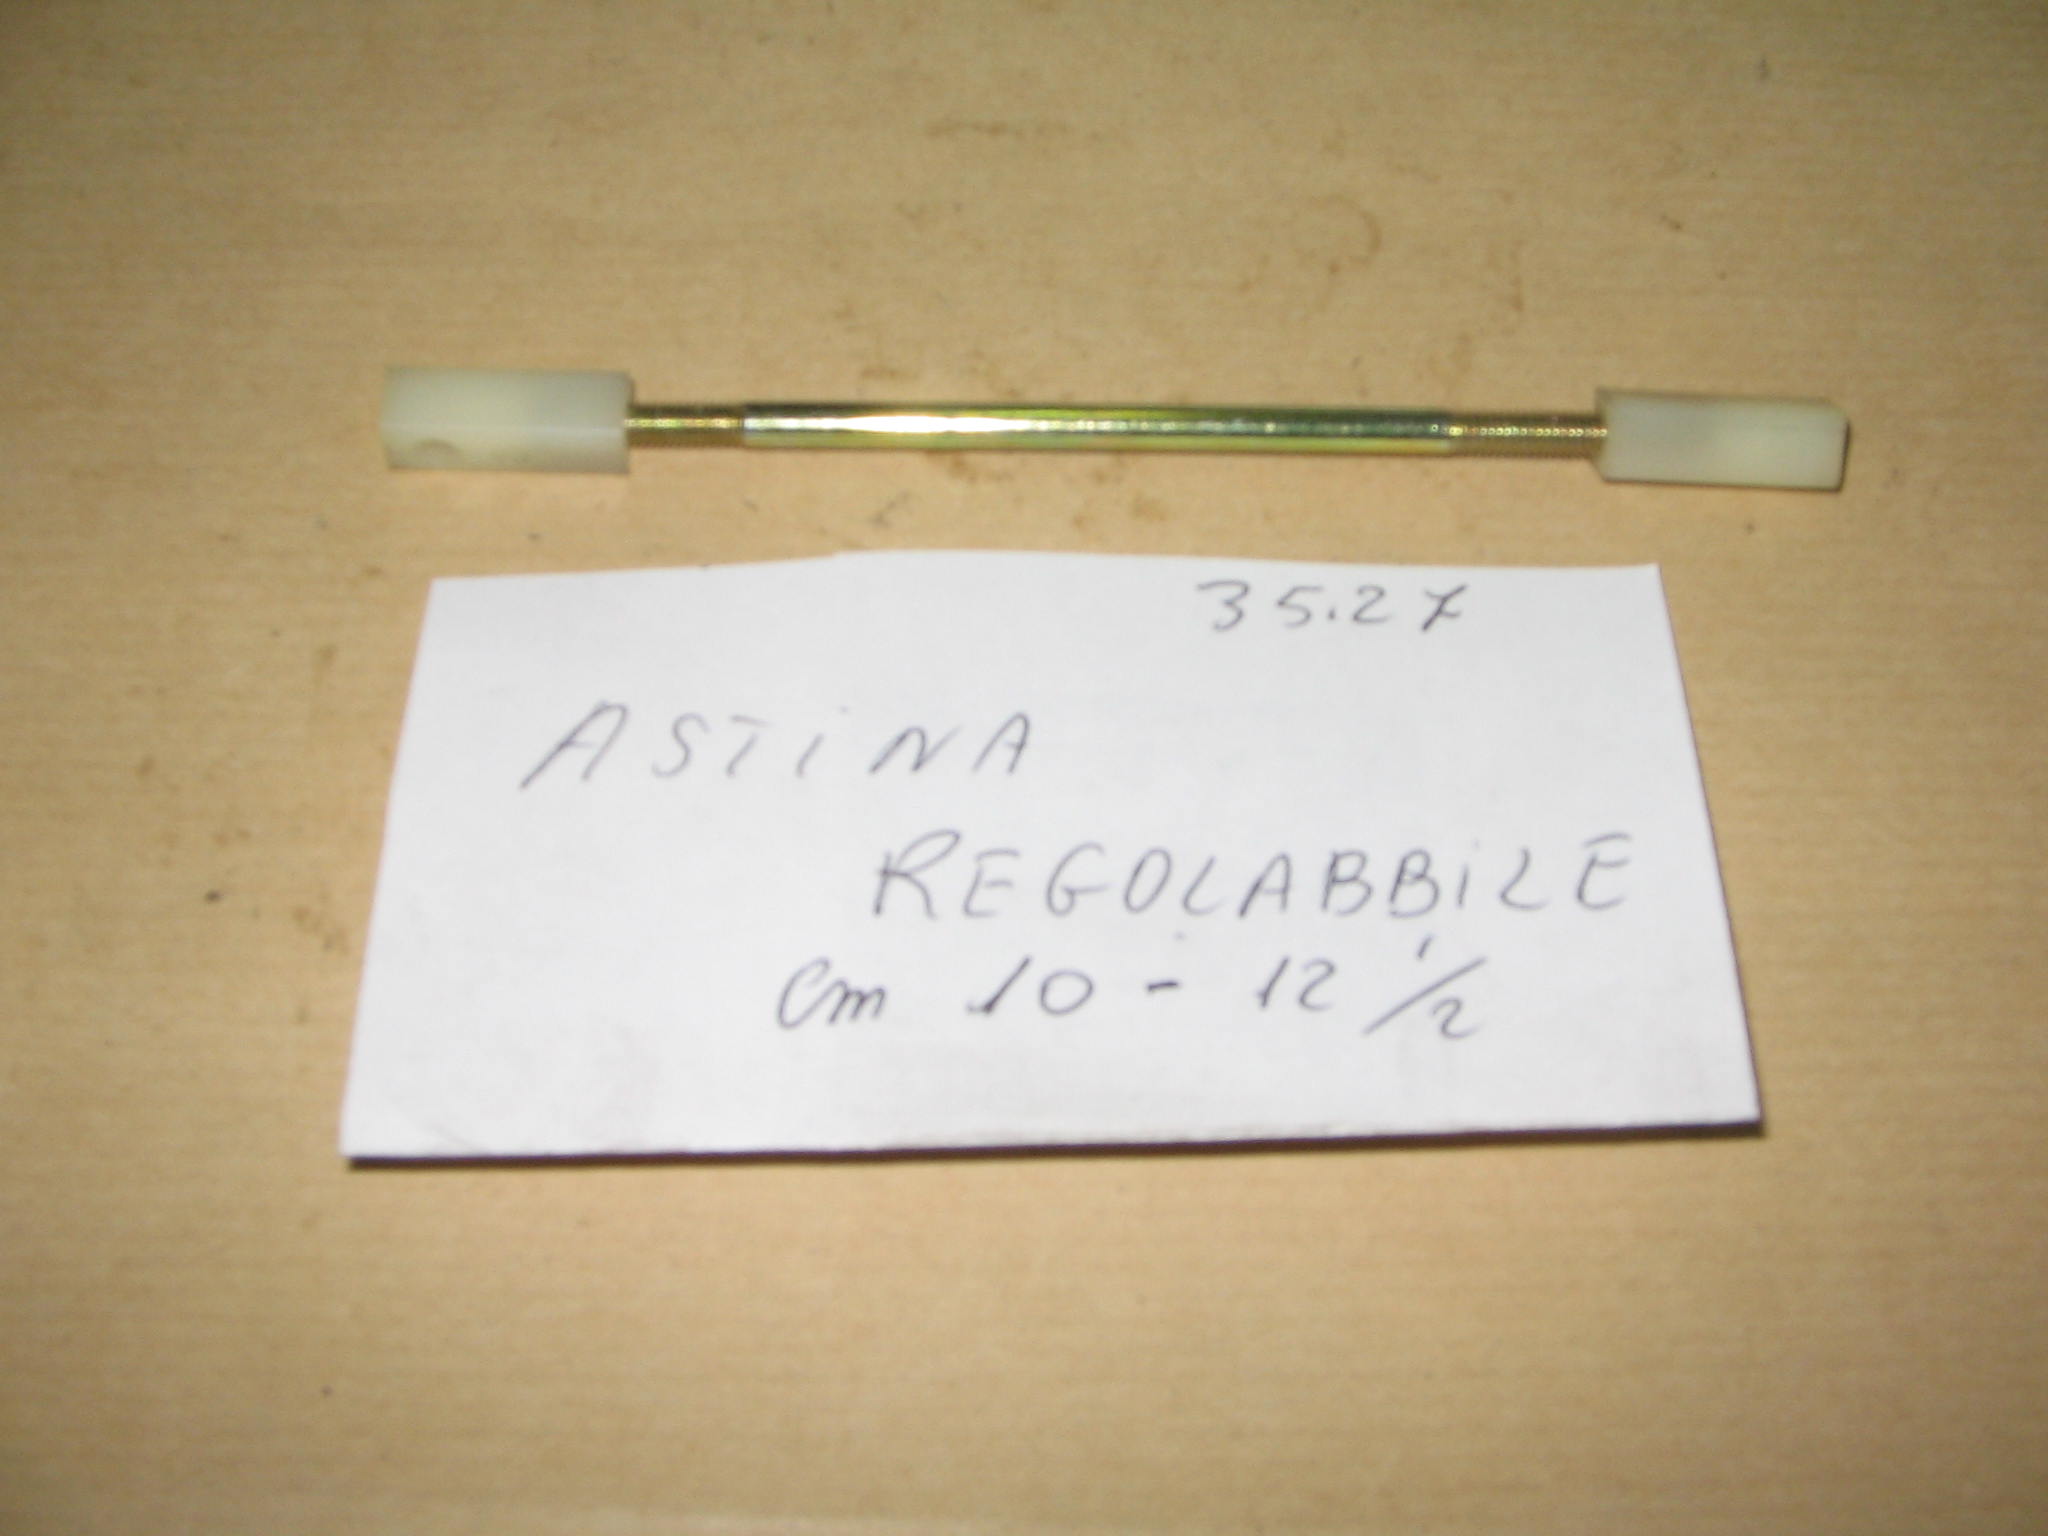 35.27
ASTiNA
REGOLABBiLE
cm 10 - 12 1/2